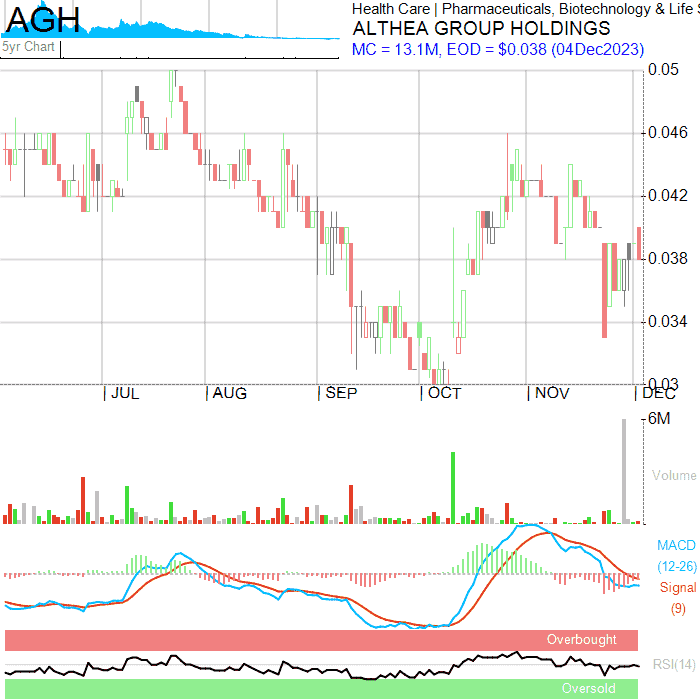 AGH
5yr Chart
Health Care | Pharmaceuticals, Biotechnology & Life S
ALTHEA GROUP HOLDINGS
MC = 13.1M, EOD = $0.038 (04Dec2023)
0.05
0.046
0.042
0.038
0.034
0.03
JUL
AUG
SEP
OCT
NOV
DEC
6M
Volume
MACD
(12-26)
Signal
(9)
Overbought
RSI(14)
Oversold